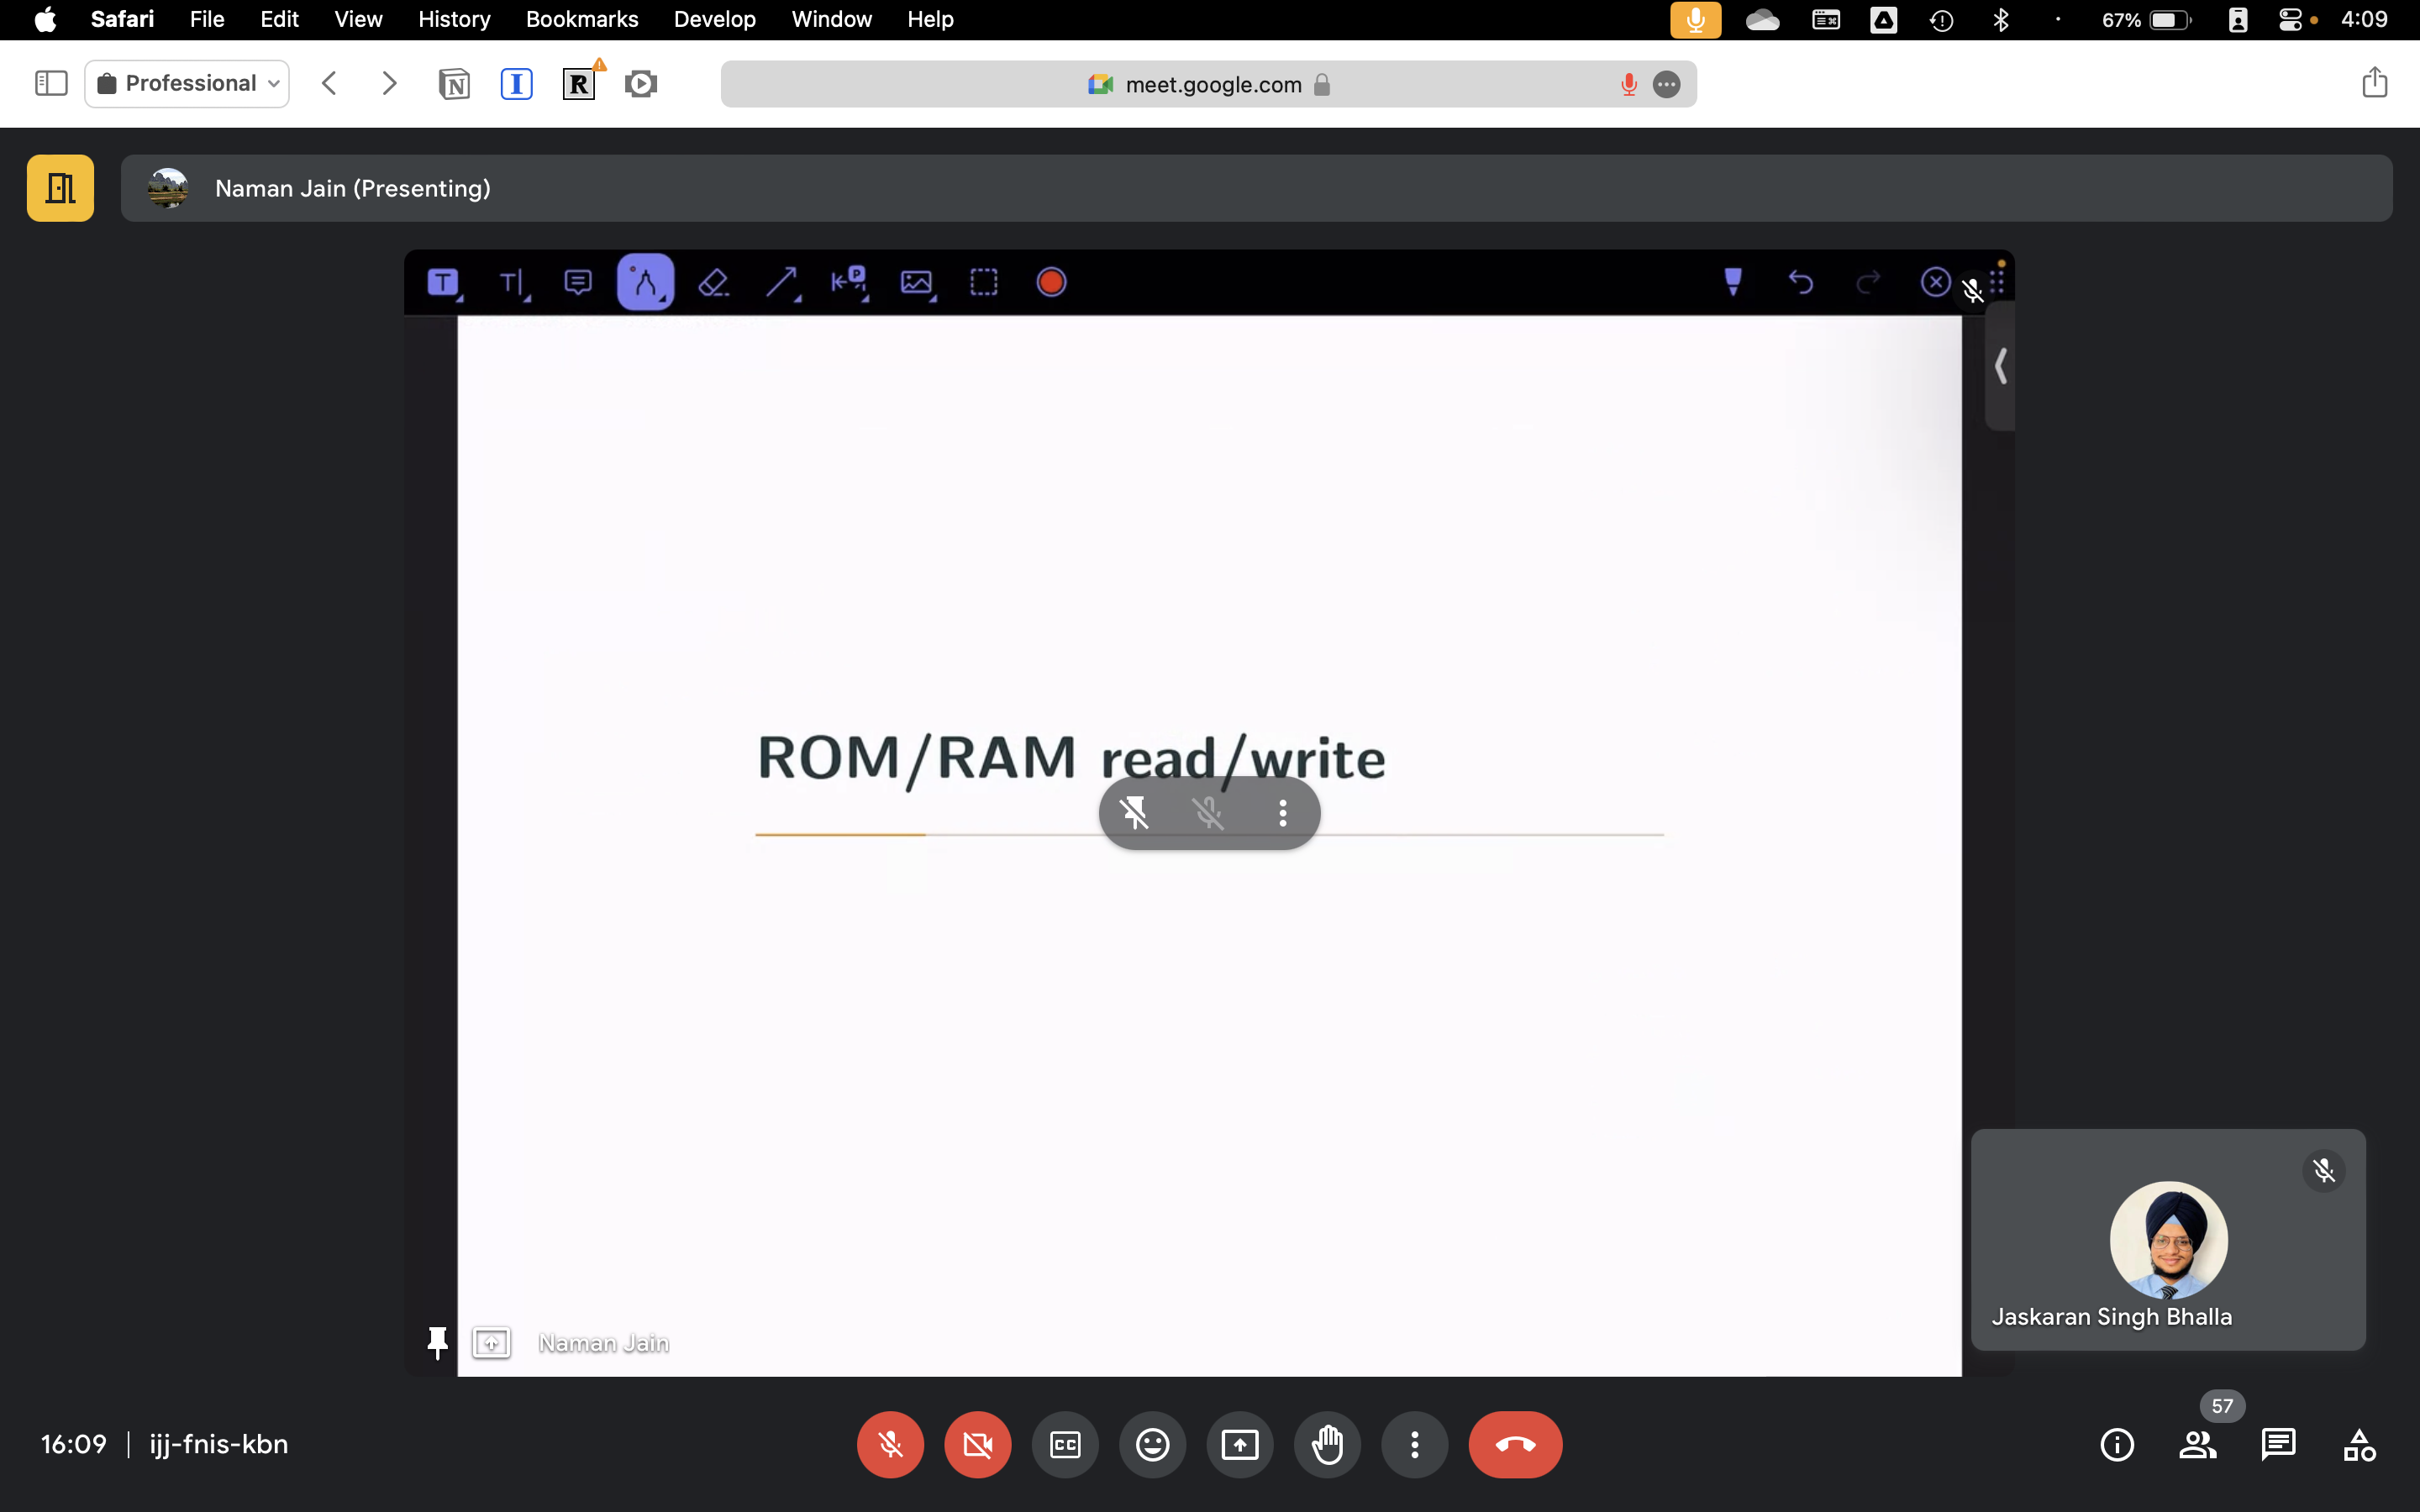 Safari File Edit View History Bookmarks Develop Window Help 67% 4:09
Professional meet.google.com
Naman Jain (Presenting)
ROM/RAM read/write
Naman Jain
Jaskaran Singh Bhalla
57
16:09 | ijj-fnis-kbn CC